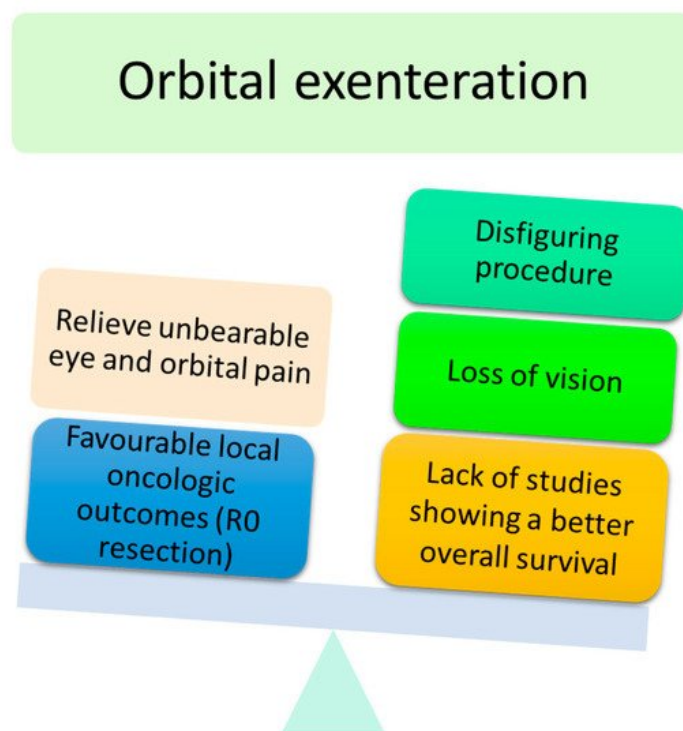 Orbital exenteration
Disfiguring
procedure
Relieve unbearable
eye and orbital pain
Loss of vision
Favourable local
oncologic
outcomes (R0
resection)
Lack of studies
showing a better
overall survival